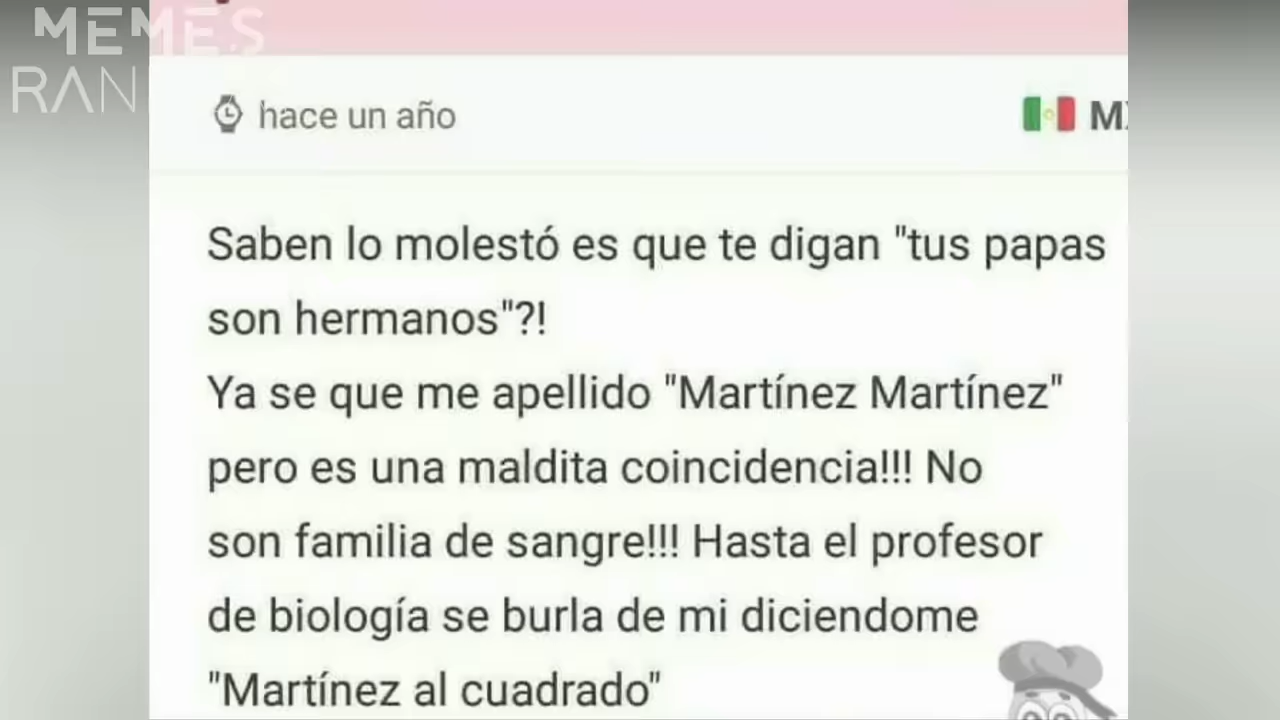 MEMES
RAN
hace un año
Saben lo molestó es que te digan "tus papas
son hermanos"?!
Ya se que me apellido "Martínez Martínez"
pero es una maldita coincidencia!!! No
son familia de sangre!!! Hasta el profesor
de biología se burla de mi diciendome
"Martínez al cuadrado"